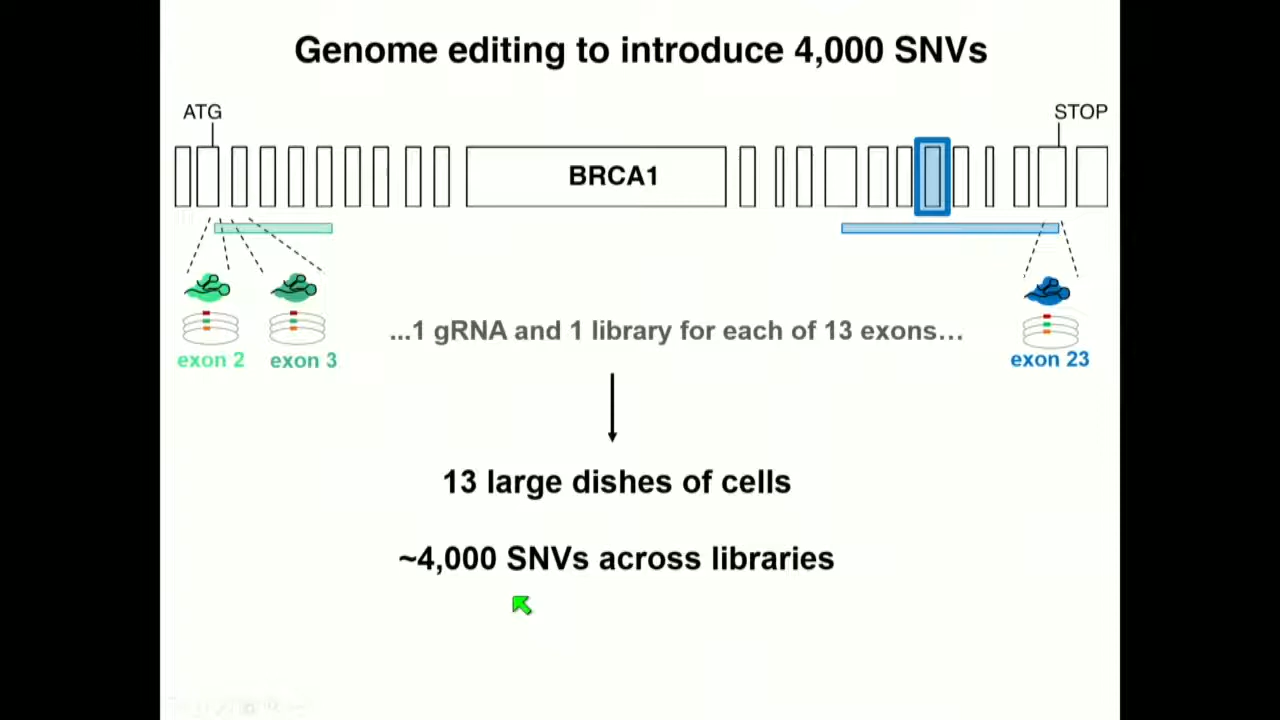 Genome editing to introduce 4,000 SNVs
ATG
STOP
BRCA1
exon 2
exon 3
...1 gRNA and 1 library for each of 13 exons…
exon 23
13 large dishes of cells
~4,000 SNVs across libraries